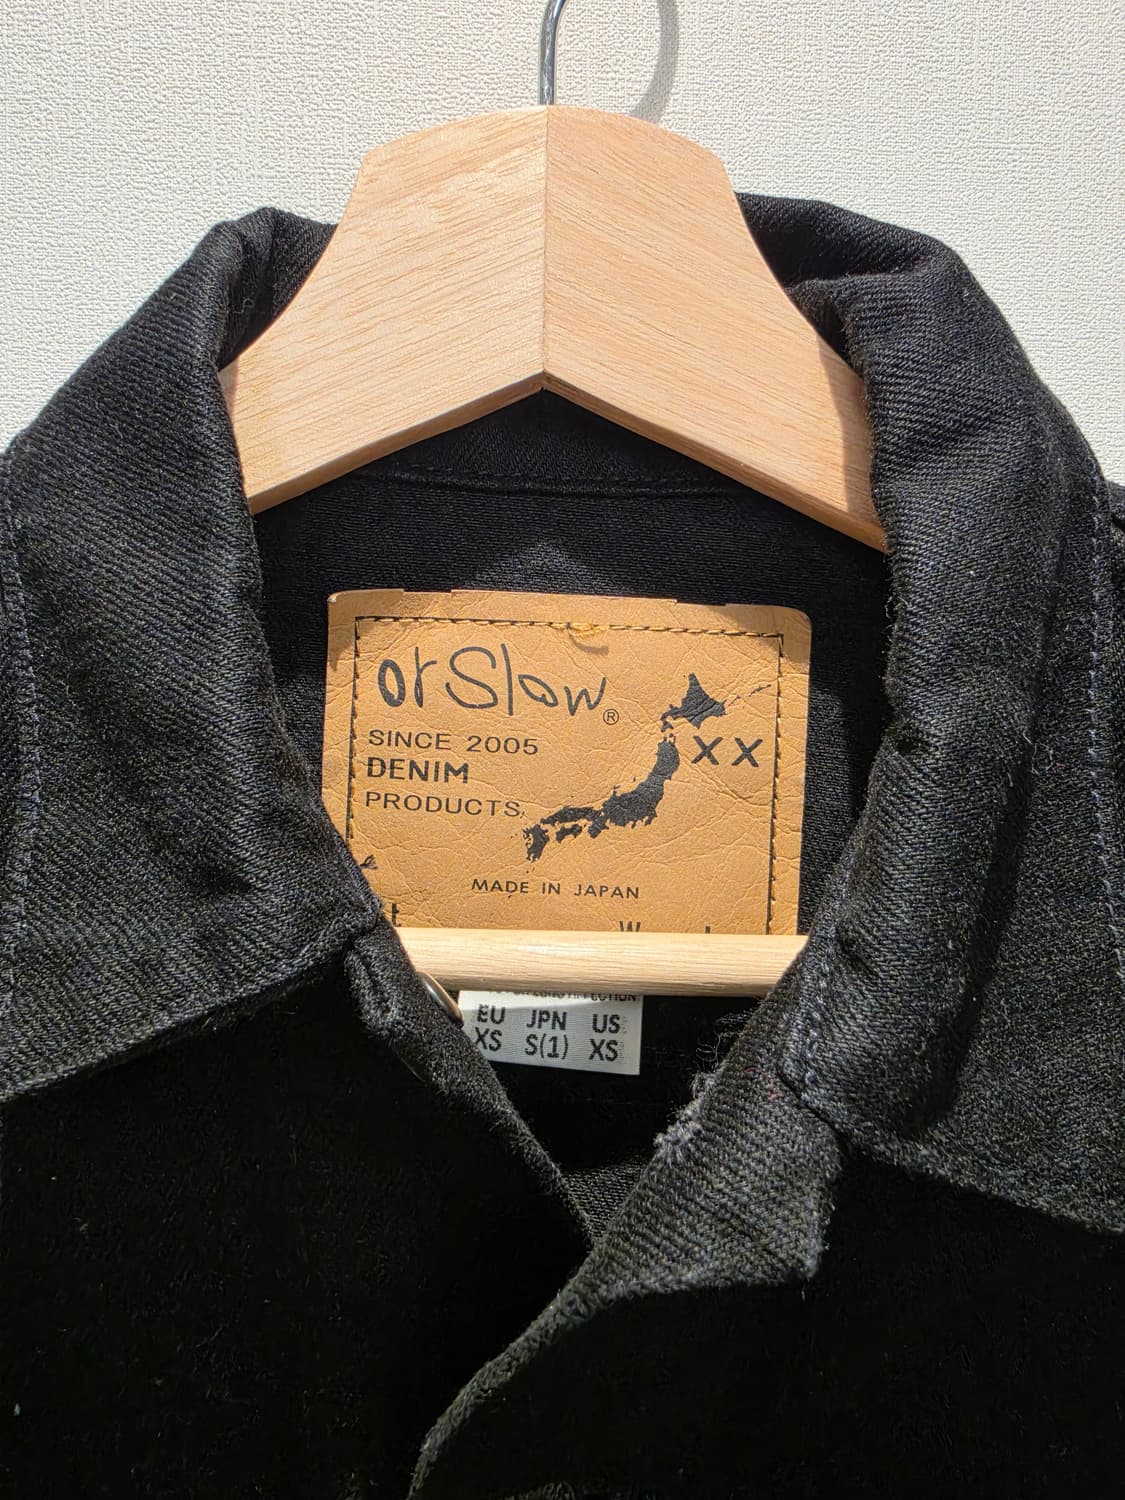 orSlow®
SINCE 2005
DENIM
PRODUCTS
XX
MADE IN JAPAN
EU JPN US
XS S(1) XS